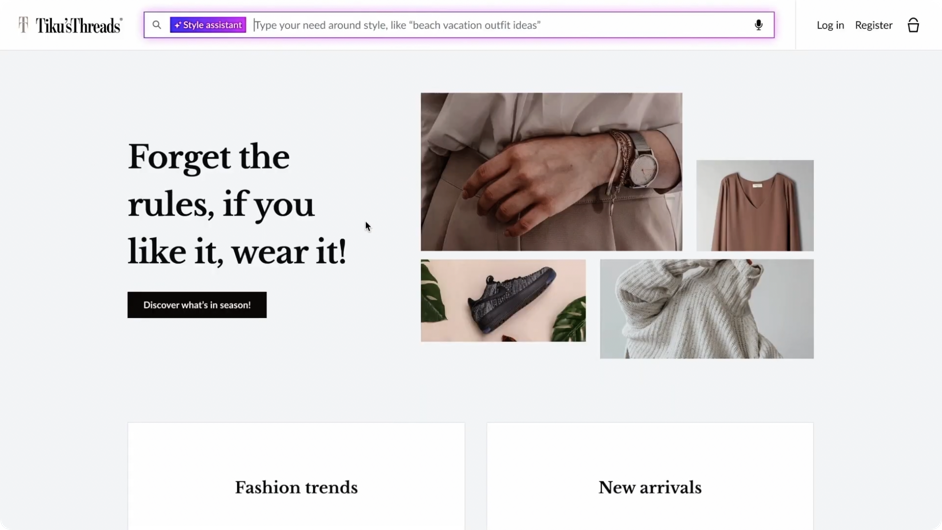 Tiku'sThreads
Style assistant
Type your need around style, like “beach vacation outfit ideas”
Log in
Register
Forget the
rules, if you
like it, wear it!
Discover what's in season!
Fashion trends
New arrivals